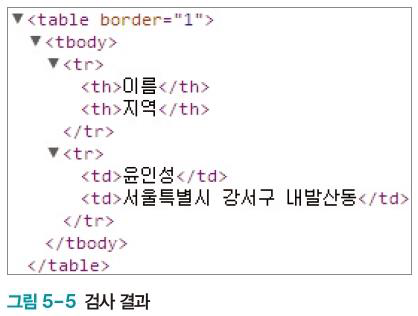 ▼<table border="1">
▼<tbody>
▼<tr>
<th>이름</th>
<th>지역</th>
</tr>
▼<tr>
<td>윤인성</td>
<td>서울특별시 강서구 내발산동</td>
</tr>
</tbody>
</table>
그림 5-5 검사 결과